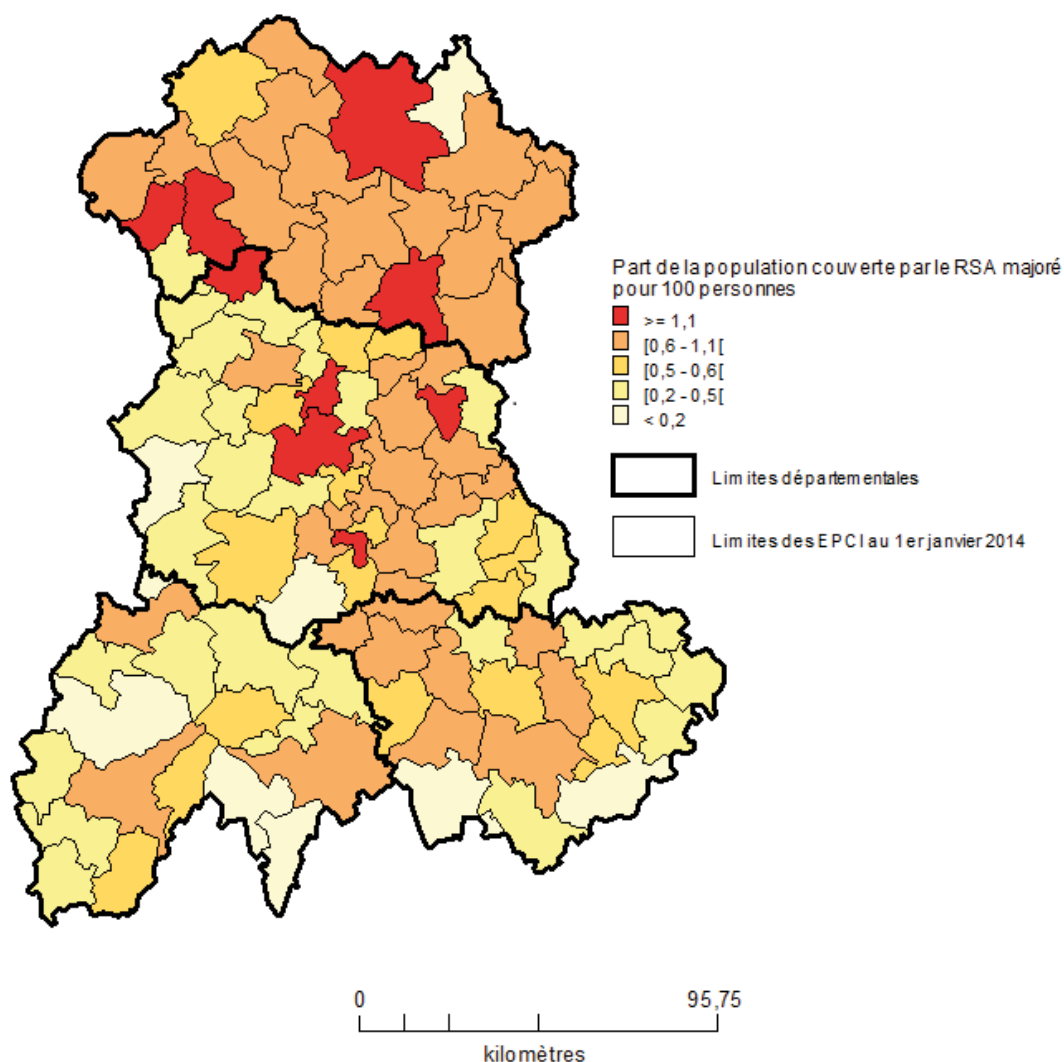 Part de la population couverte par le RSA majoré
pour 100 personnes
>= 1,1
[0,6 - 1,1[
[0,5 - 0,6[
[0,2 - 0,5[
< 0,2
Limites départementales
Limites des EPCI au 1er janvier 2014
0 95,75
kilomètres